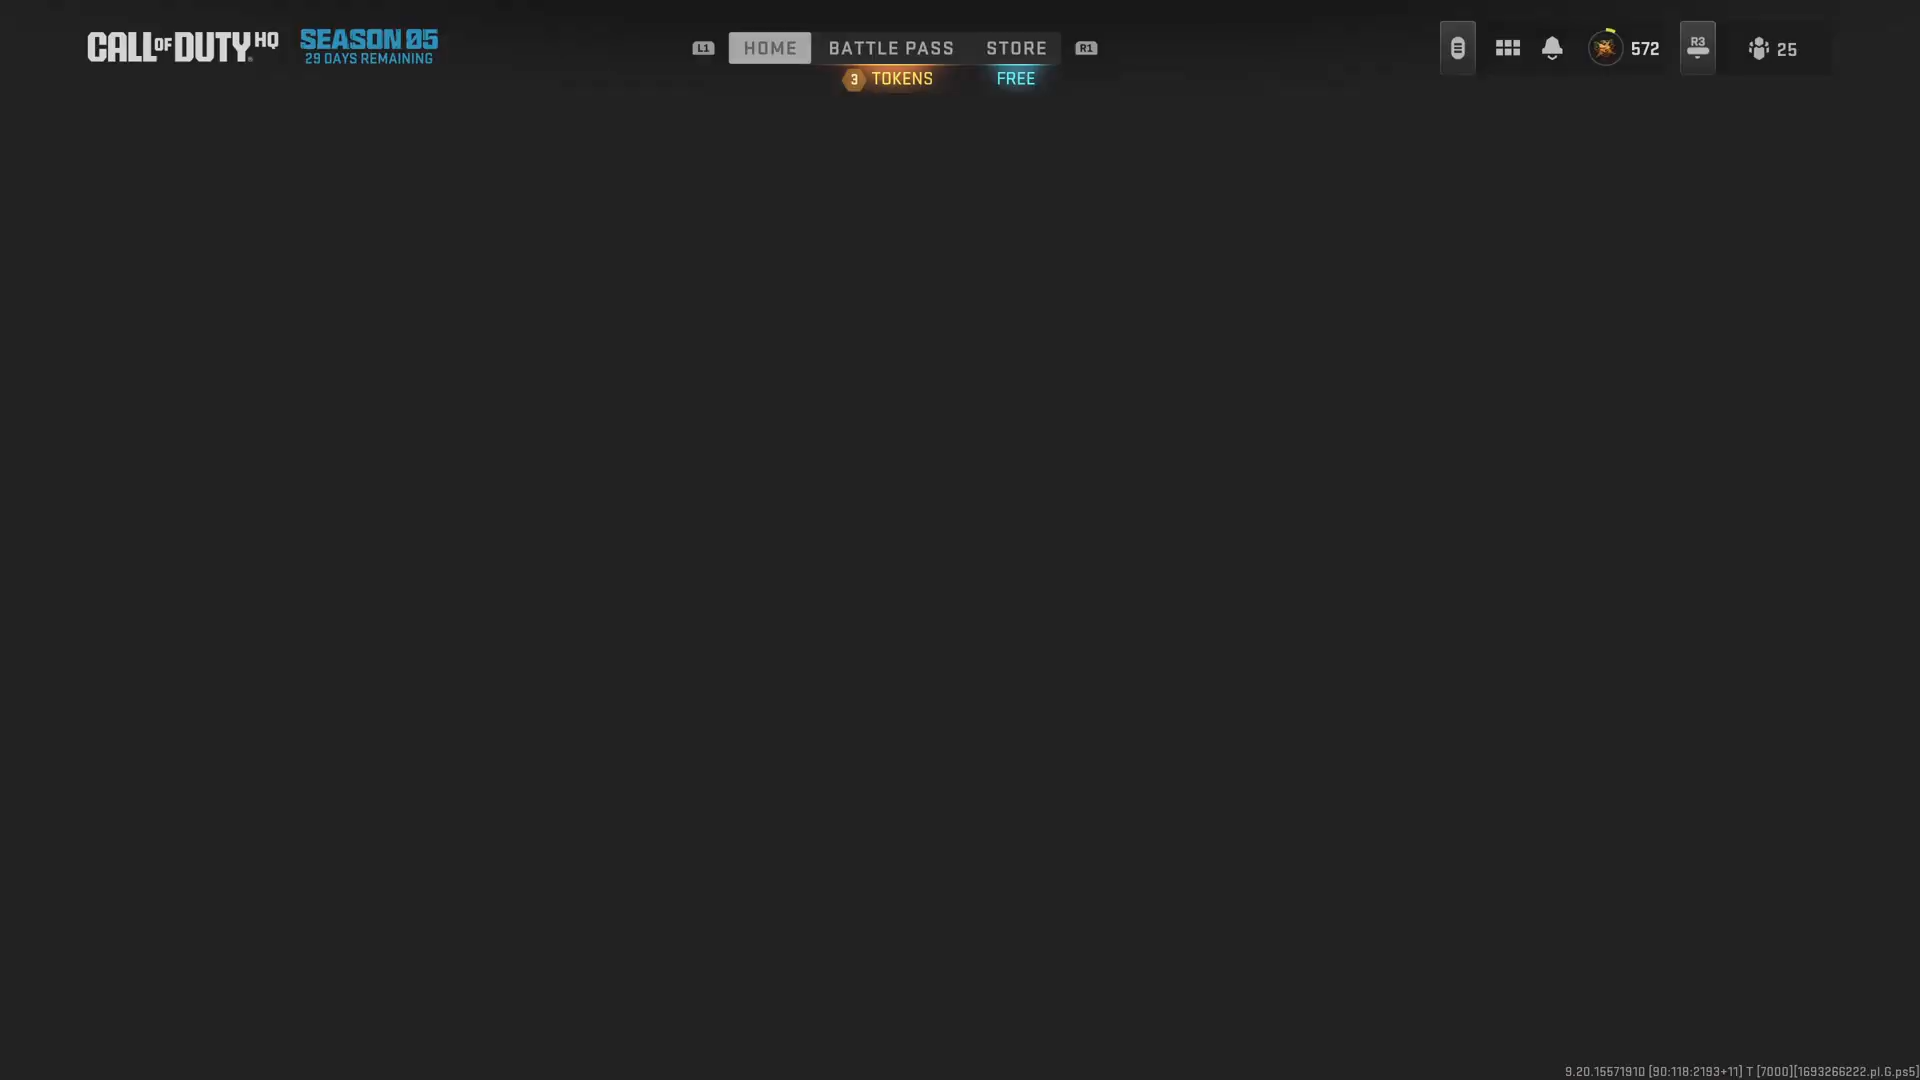 CALL OF DUTY HQ
SEASON 05
29 DAYS REMAINING
L1
HOME
BATTLE PASS
STORE
R1
3 TOKENS
FREE
572
R3
25
9.20.15571910 [90:118:2193+11] T [7000][1693266222.pl.G.ps5]